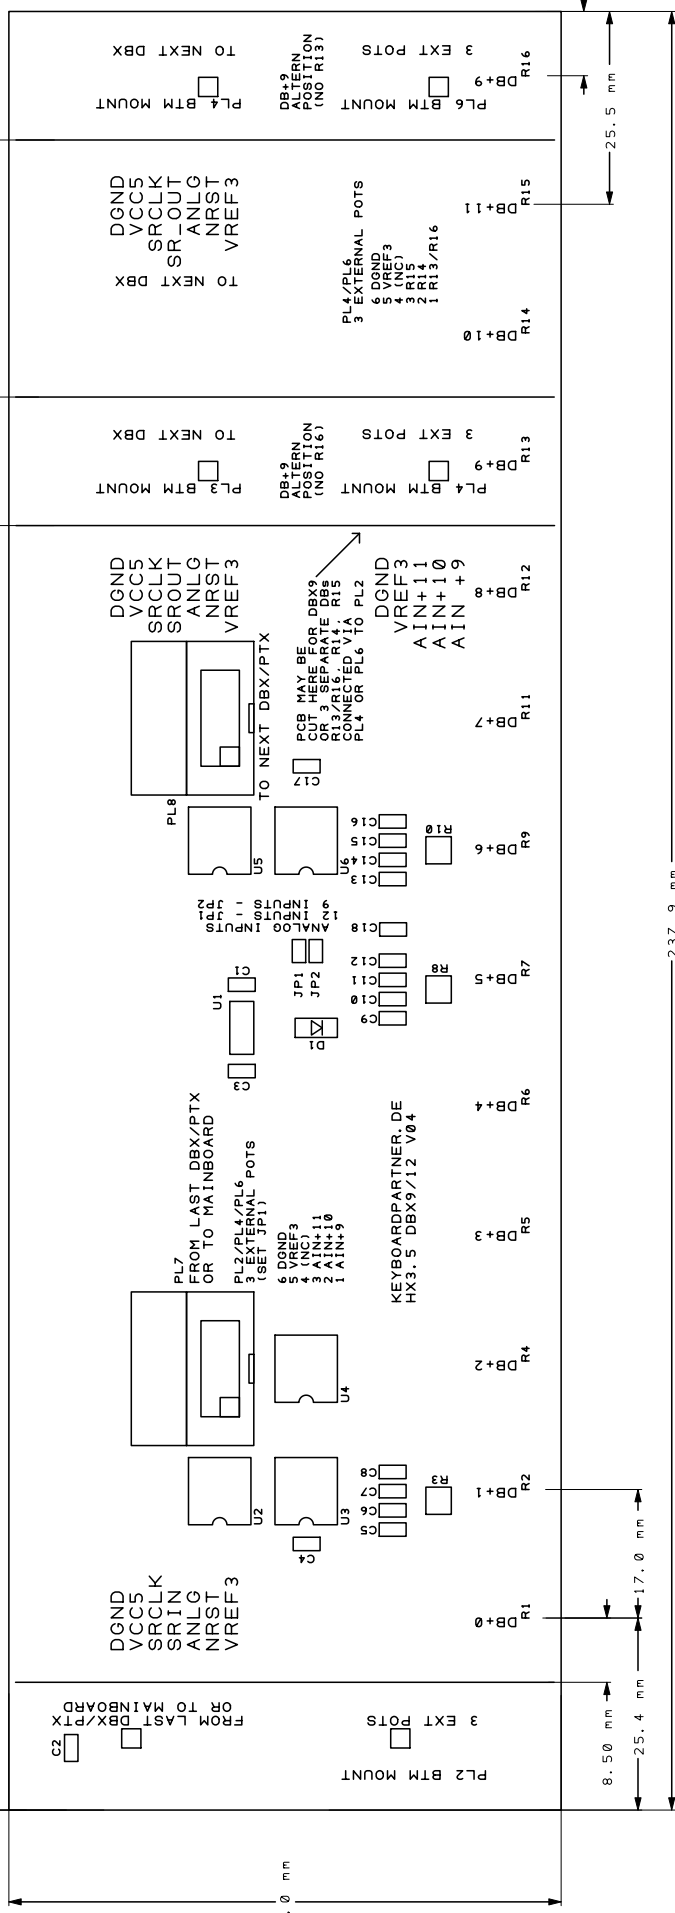 TO NEXT DBX
3 EXT POTS
PL4 BTM MOUNT
DB+9
ALTERN
POSITION
(NO R13)
PL6 BTM MOUNT
DB+9
R16
25.5 mm
DGND
VCC5
SRCLK
SR_OUT
ANLG
NRST
VREF3
TO NEXT DBX
PL4/PL6
3 EXTERNAL POTS
6 DGND
5 VREF3
4 (NC)
3 R15
2 R14
1 R13/R16
DB+11
R15
DB+10
R14
TO NEXT DBX
3 EXT POTS
PL3 BTM MOUNT
DB+9
ALTERN
POSITION
(NO R16)
PL4 BTM MOUNT
DB+9
R13
DGND
VCC5
SRCLK
SROUT
ANLG
NRST
VREF3
PCB MAY BE
CUT HERE FOR DBX9
OR 3 SEPARATE DBs
R13/R16, R14, R15
CONNECTED VIA
PL4 OR PL6 TO PL2
DGND
VREF3
AIN+11
AIN+10
AIN +9
DB+8
R12
DB+7
R11
TO NEXT DBX/PTX
C17
PL8
U5
U6
C16
C15
C14
C13
R10
DB+6
R9
ANALOG INPUTS
12 INPUTS - JP1
9 INPUTS - JP2
C18
JP1
JP2
C12
C11
C10
C9
R8
DB+5
R7
C1
U1
C3
D1
DB+4
R6
PL7
FROM LAST DBX/PTX
OR TO MAINBOARD
PL2/PL4/PL6
3 EXTERNAL POTS
(SET JP1)
6 DGND
5 VREF3
4 (NC)
3 AIN+11
2 AIN+10
1 AIN+9
KEYBOARDPARTNER.DE
HX3.5 DBX9/12 V04
DB+3
R5
DB+2
R4
U4
U2
U3
C8
C7
C6
C5
C4
R3
DB+1
R2
17.0 mm
DGND
VCC5
SRCLK
SRIN
ANLG
NRST
VREF3
DB+0
R1
FROM LAST DBX/PTX
OR TO MAINBOARD
C2
3 EXT POTS
PL2 BTM MOUNT
8.50 mm
25.4 mm
237.9 mm